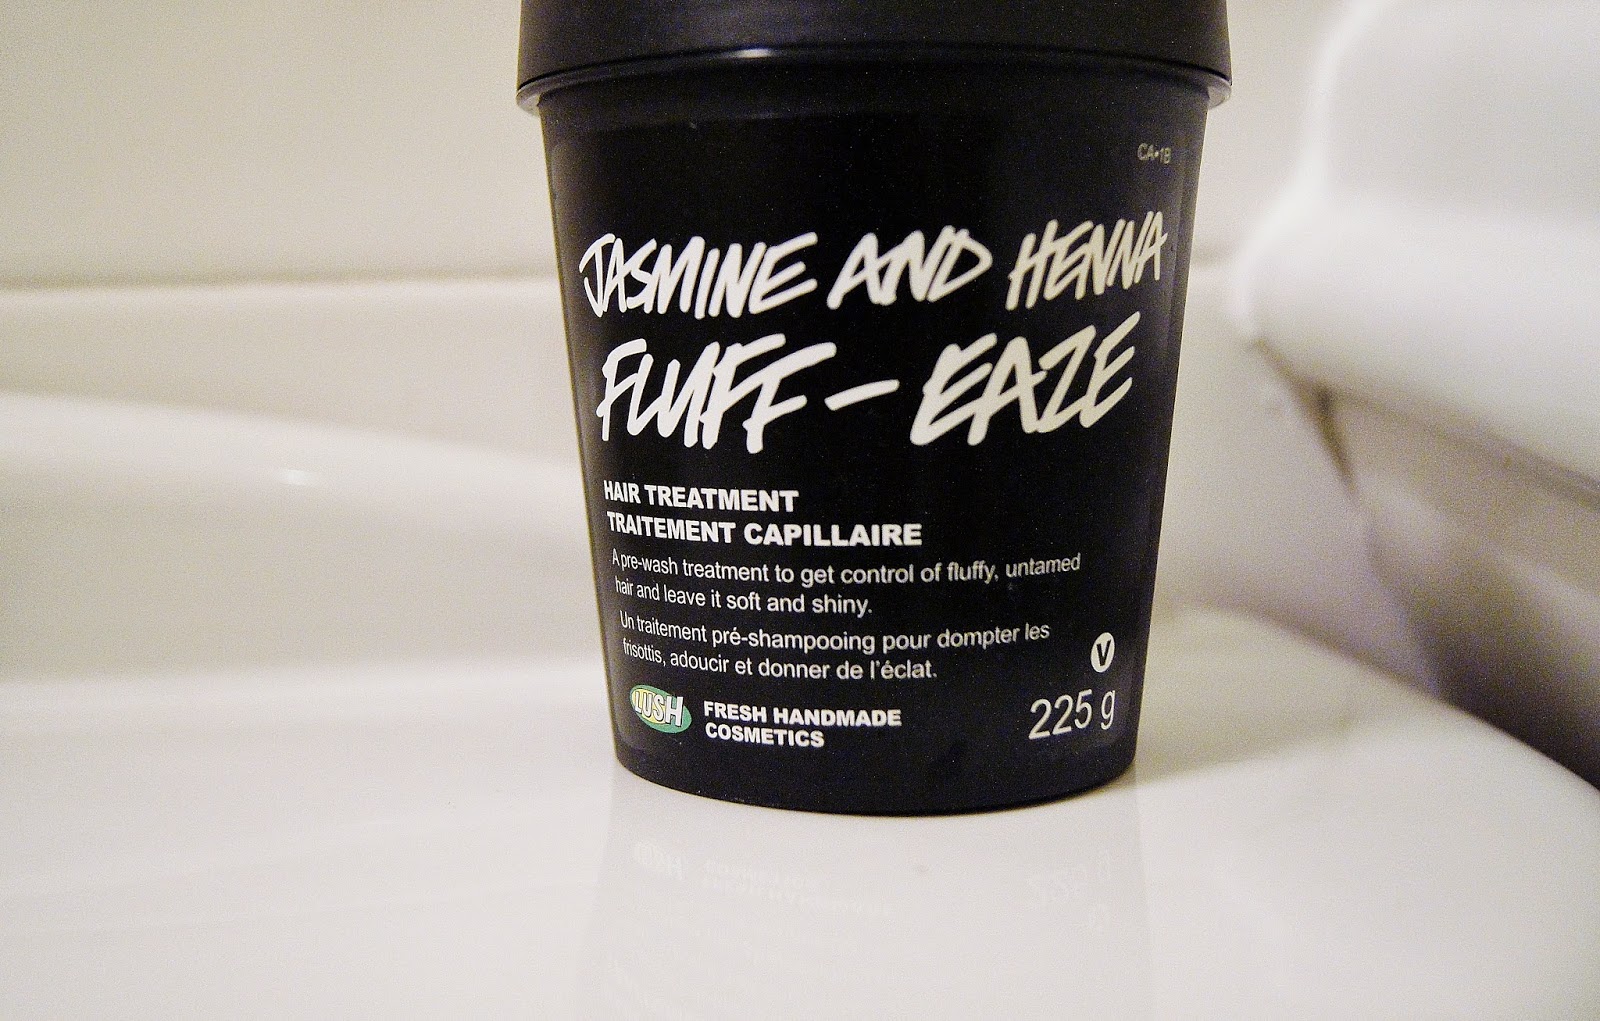 CA•1B
JASMINE AND HENNA
FLUFF-EAZE
HAIR TREATMENT
TRAITEMENT CAPILLAIRE
A pre-wash treatment to get control of fluffy, untamed
hair and leave it soft and shiny.
Un traitement pré-shampooing pour dompter les
frisottis, adoucir et donner de l'éclat.
V
LUSH FRESH HANDMADE
COSMETICS
225 g